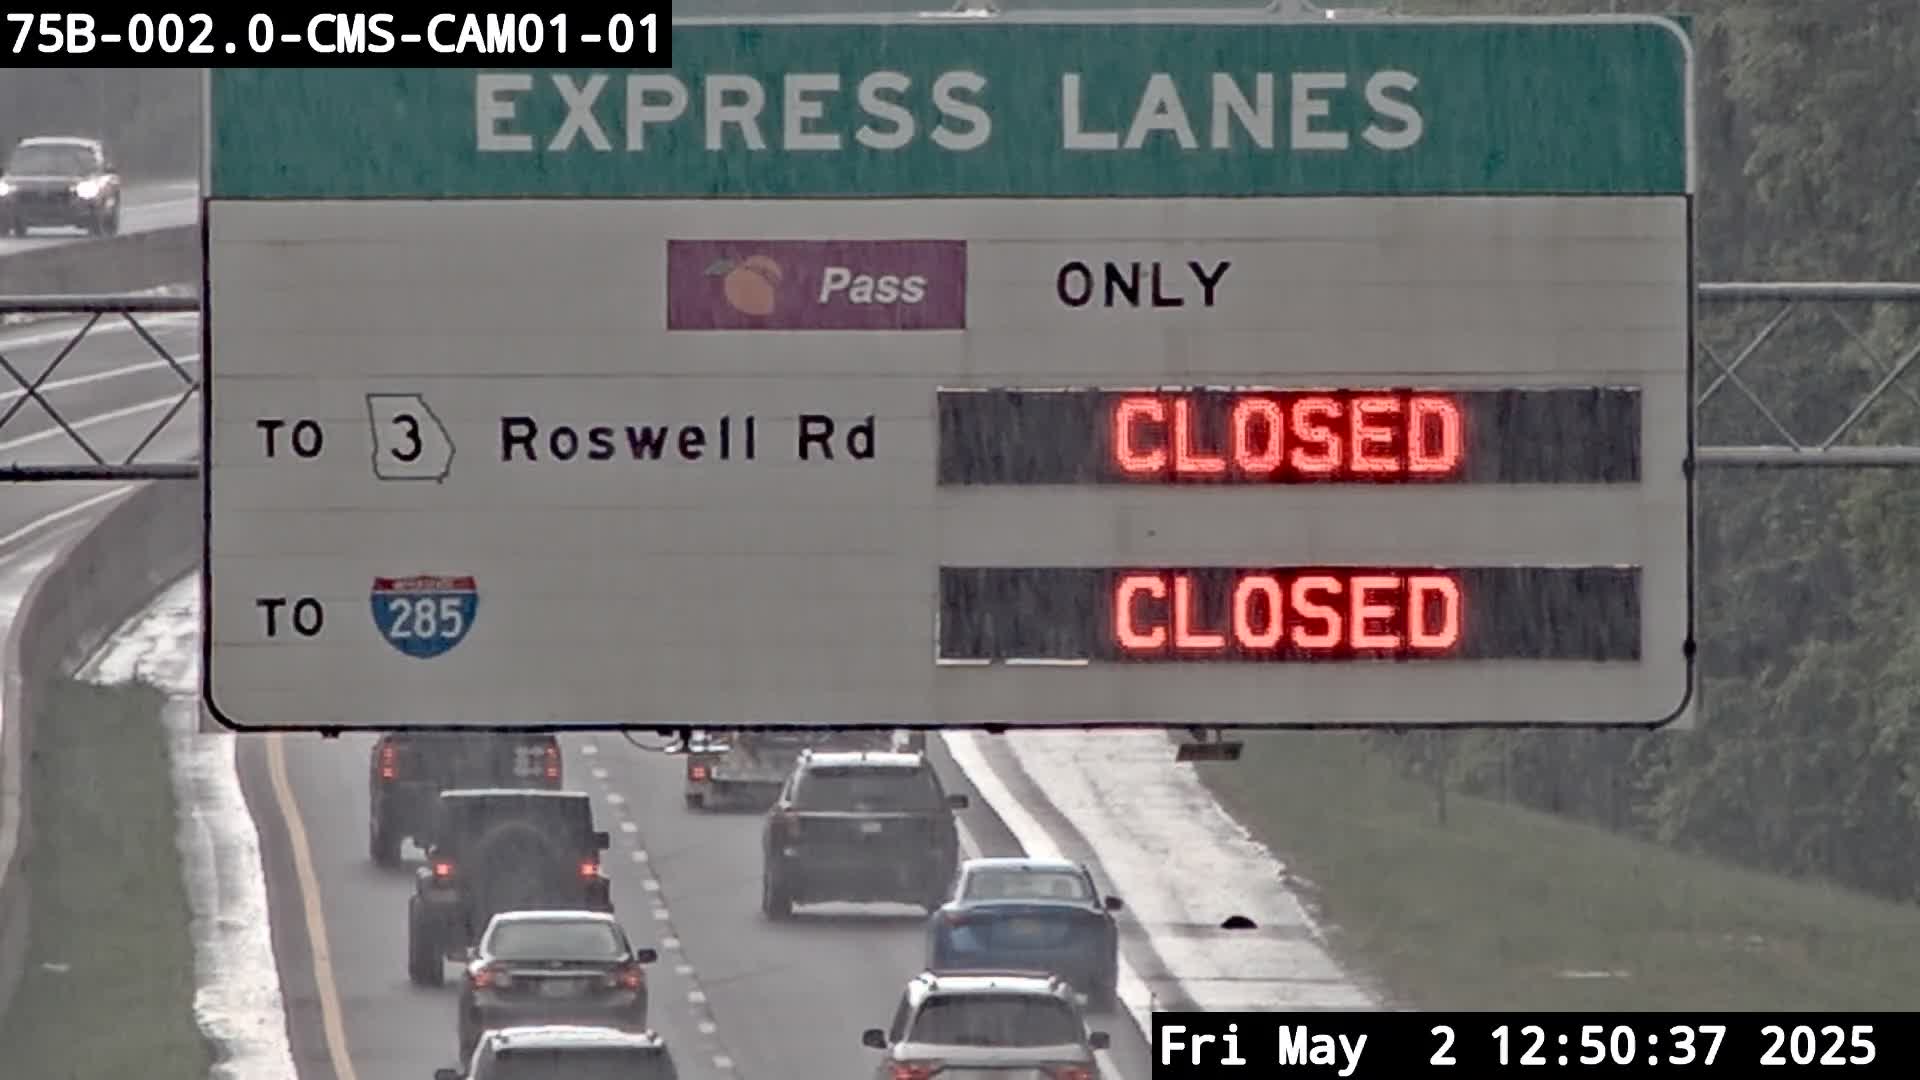 75B-002.0-CMS-CAM01-01
EXPRESS LANES
Pass ONLY
TO 3 Roswell Rd CLOSED
TO 285 CLOSED
Fri May 2 12:50:37 2025